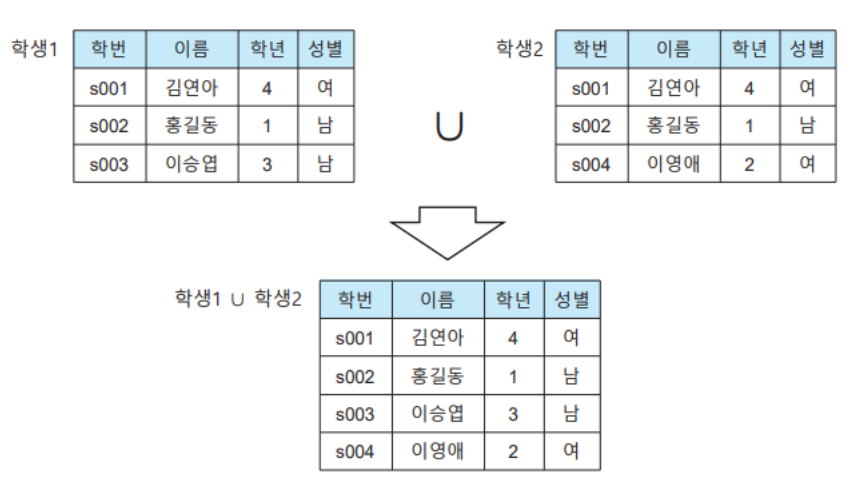 학생1 학번 이름 학년 성별
s001 김연아 4 여
s002 홍길동 1 남
s003 이승엽 3 남
∪
학생2 학번 이름 학년 성별
s001 김연아 4 여
s002 홍길동 1 남
s004 이영애 2 여
학생1 ∪ 학생2 학번 이름 학년 성별
s001 김연아 4 여
s002 홍길동 1 남
s003 이승엽 3 남
s004 이영애 2 여